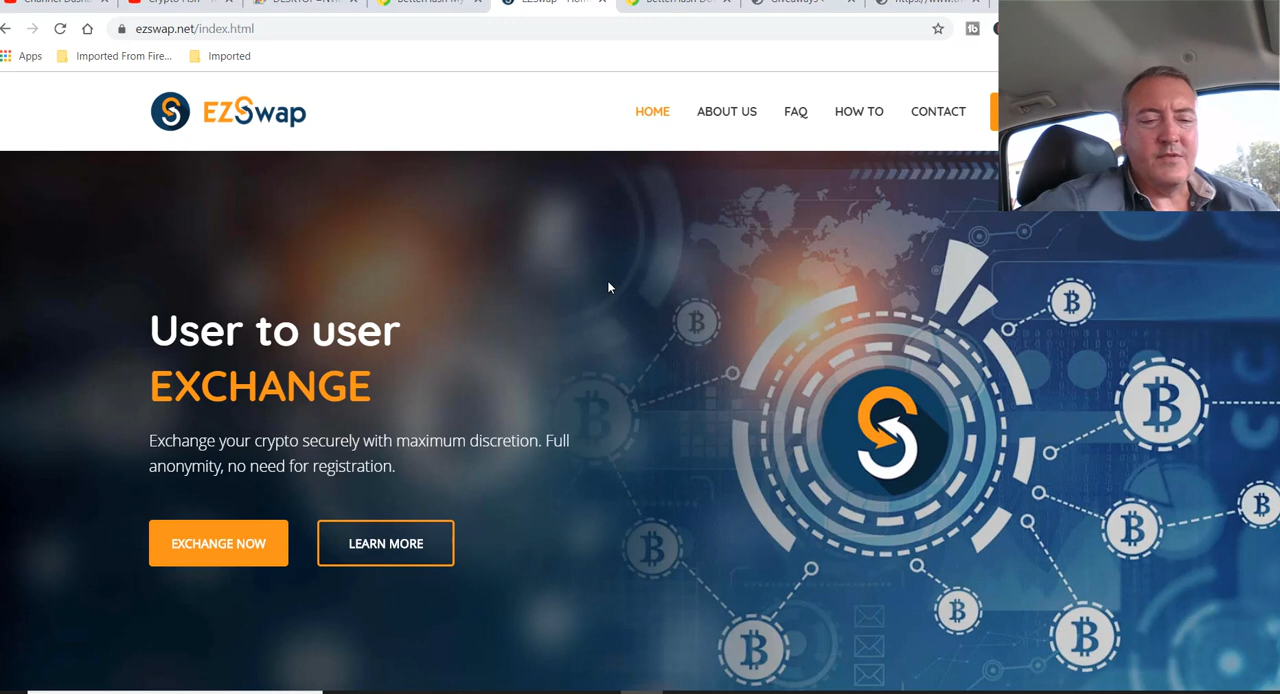 ezswap.net/index.html
Apps Imported From Fire... Imported
EZSwap
HOME ABOUT US FAQ HOW TO CONTACT
User to user
EXCHANGE
Exchange your crypto securely with maximum discretion. Full
anonymity, no need for registration.
EXCHANGE NOW LEARN MORE